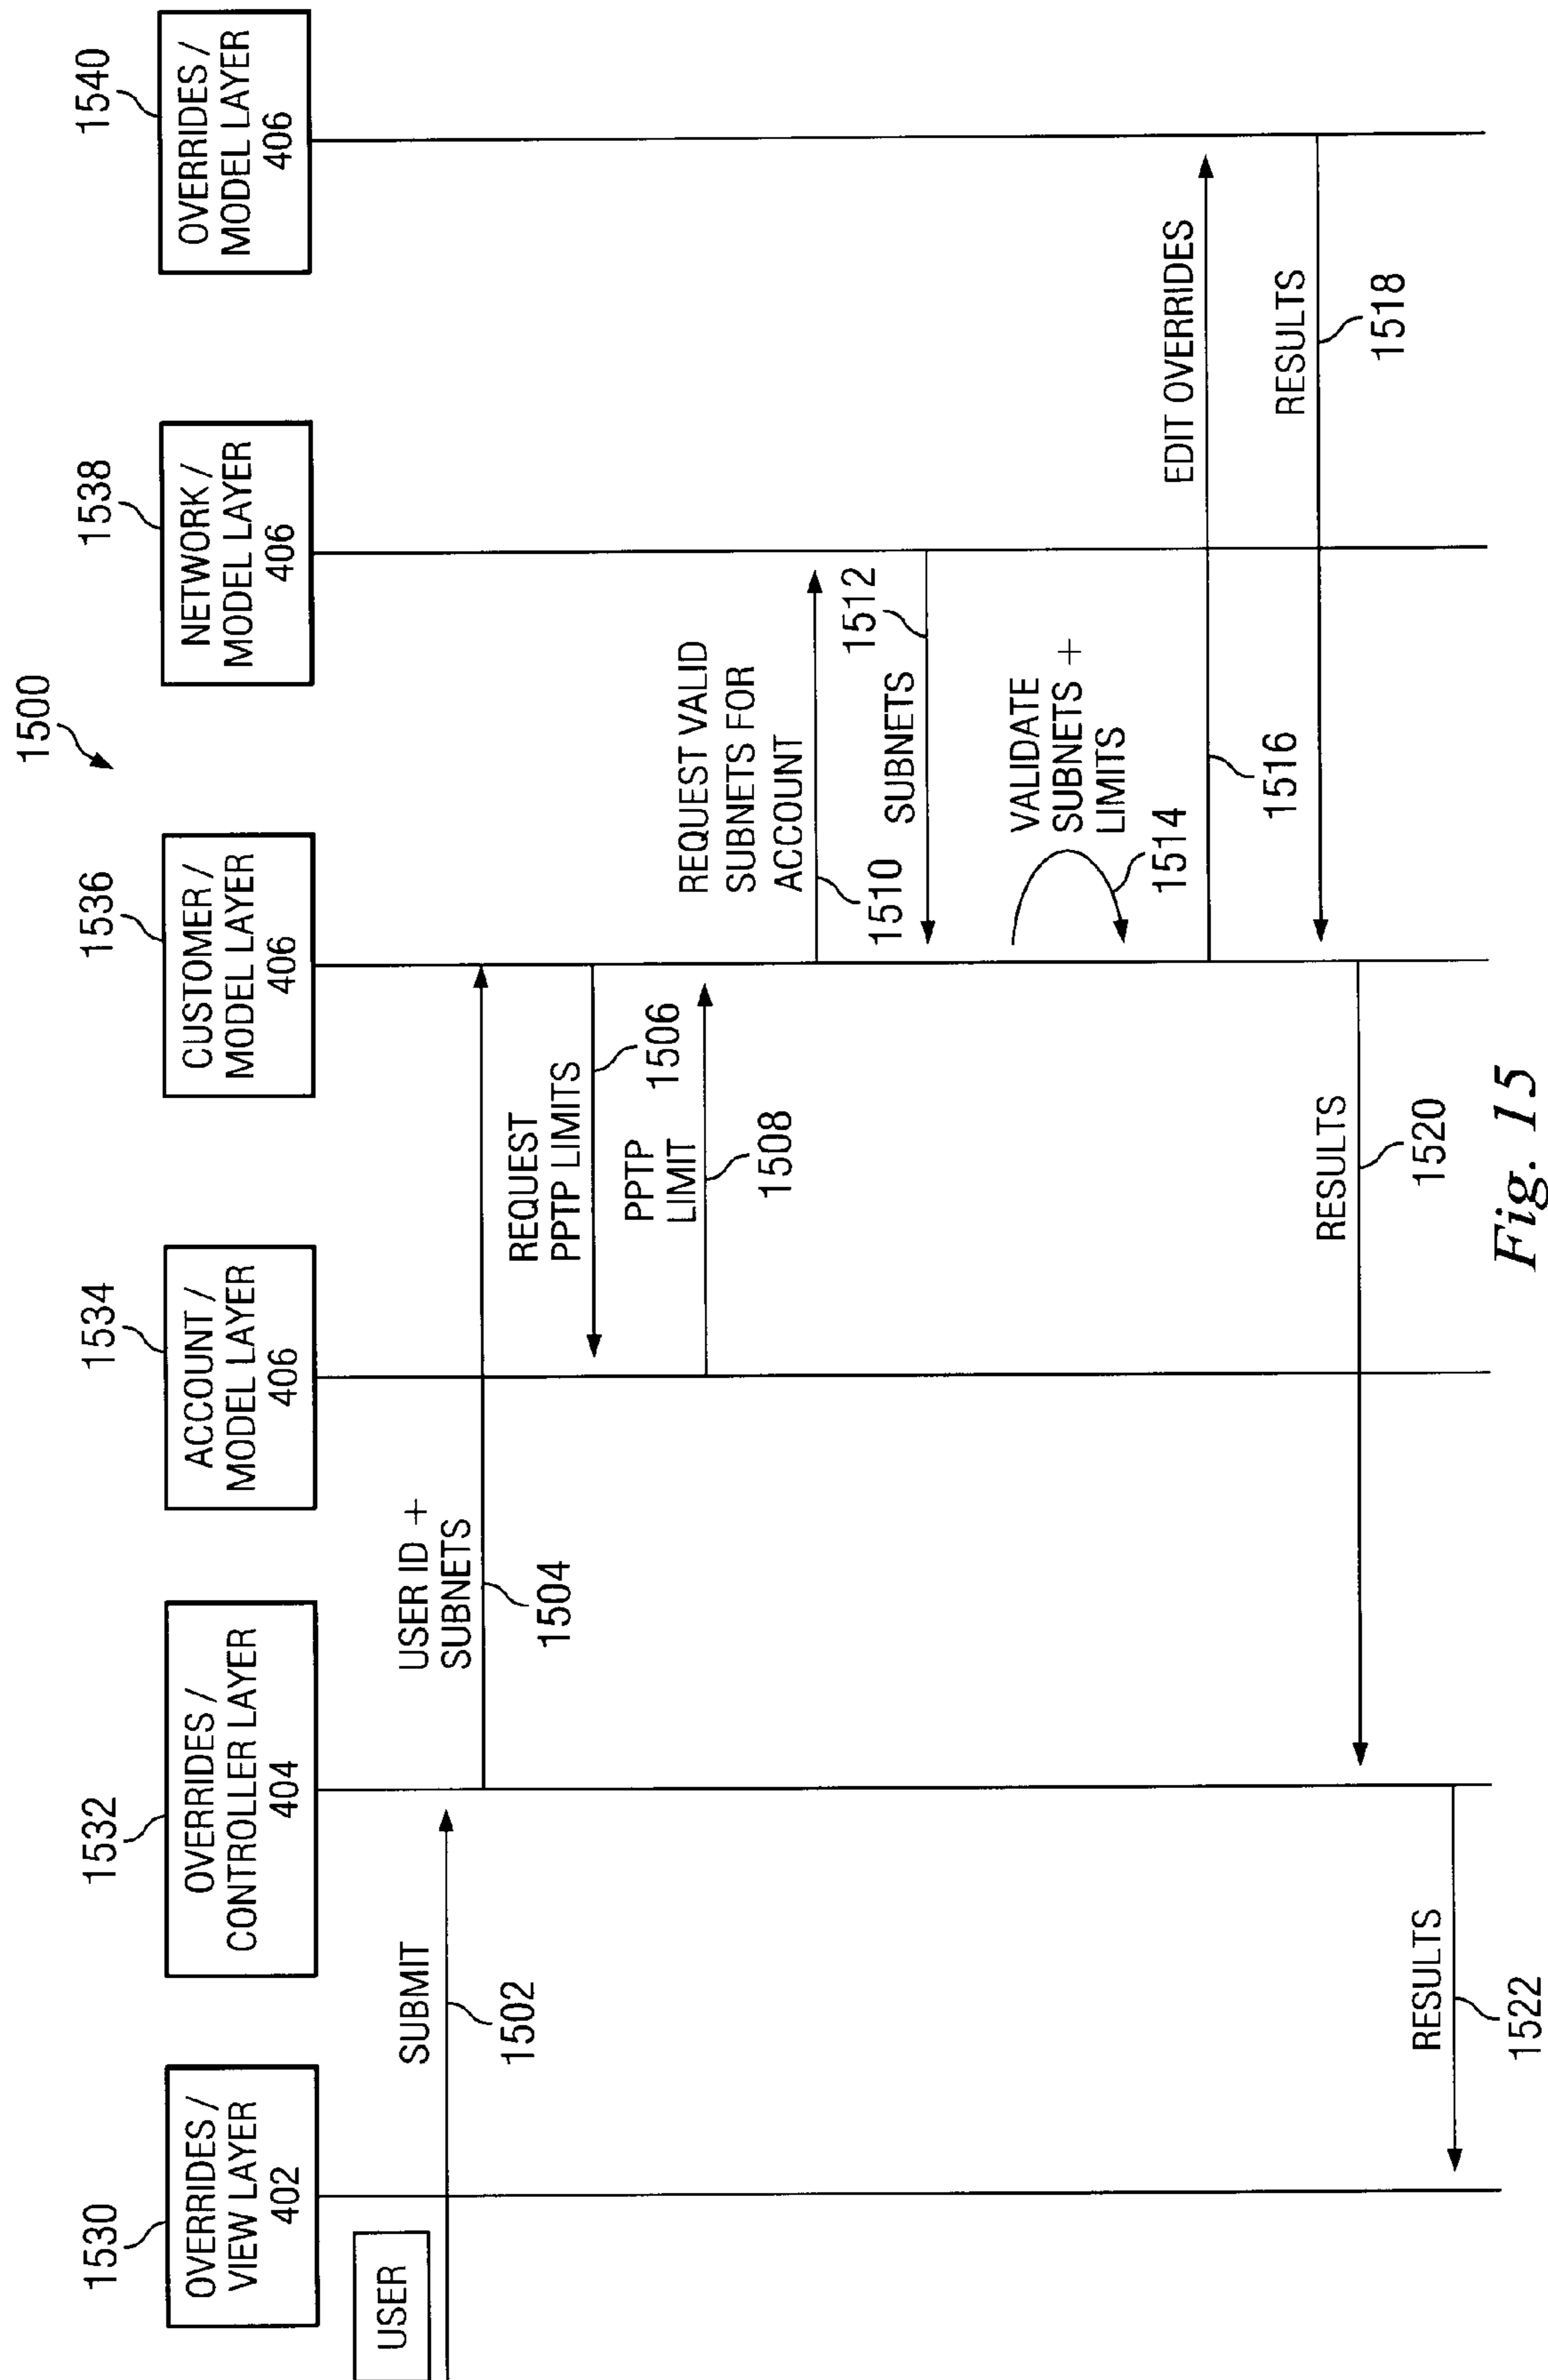 1500
1530
OVERRIDES /
VIEW LAYER
402
1532
OVERRIDES /
CONTROLLER LAYER
404
1534
ACCOUNT /
MODEL LAYER
406
1536
CUSTOMER /
MODEL LAYER
406
1538
NETWORK /
MODEL LAYER
406
1540
OVERRIDES /
MODEL LAYER
406
USER
SUBMIT
1502
USER ID +
SUBNETS
1504
REQUEST
PPTP LIMITS
1506
PPTP
LIMIT
1508
REQUEST VALID
SUBNETS FOR
ACCOUNT
1510
1512
SUBNETS
VALIDATE
SUBNETS +
LIMITS
1514
EDIT OVERRIDES
1516
RESULTS
1518
RESULTS
1520
RESULTS
1522
Fig. 15